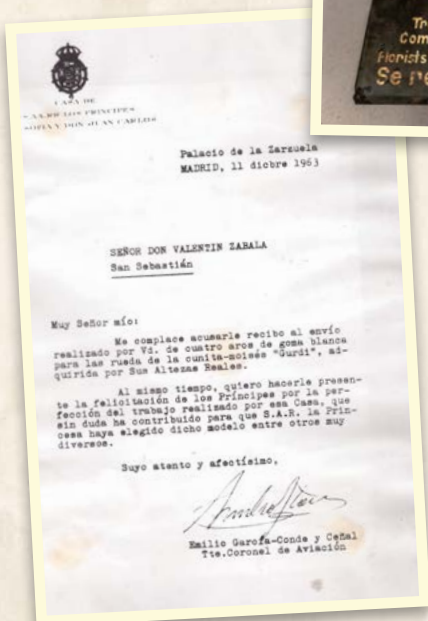 CASA DE
S.A.A.R.R. LOS PRINCIPES
SOFIA Y DON JUAN CARLOS
Palacio de la Zarzuela
MADRID, 11 dicbre 1963
SEÑOR DON VALENTIN ZABALA
San Sebastián
Muy Señor mío:
Me complace acusarle recibo al envío
realizado por Vd. de cuatro aros de goma blanca
para las rueda de la cunita-moisés "Gurdi", ad-
quirida por Sus Altezas Reales.
Al mismo tiempo, quiero hacerle presen-
te la felicitación de los Príncipes por la per-
fección del trabajo realizado por esa Casa, que
sin duda ha contribuido para que S.A.R. la Prin-
cesa haya elegido dicho modelo entre otros muy
diversos.
Suyo atento y afectísimo,
Emilio García-Conde y Ceñal
Tte.Coronel de Aviación
Tr
Com
Florists
Se re